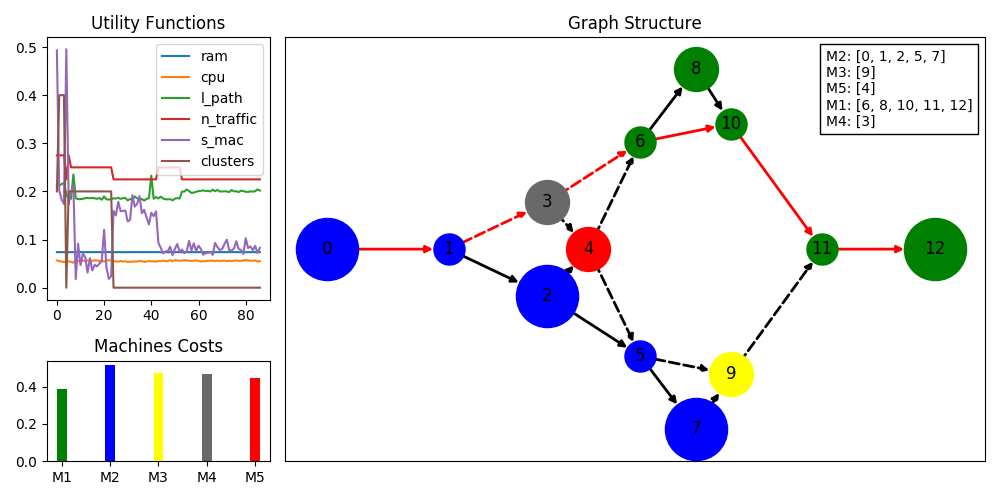 Utility Functions
ram
cpu
l_path
n_traffic
s_mac
clusters
0.5
0.4
0.3
0.2
0.1
0.0
0 20 40 60 80
Machines Costs
0.4
0.2
0.0
M1 M2 M3 M4 M5
Graph Structure
M2: [0, 1, 2, 5, 7]
M3: [9]
M5: [4]
M1: [6, 8, 10, 11, 12]
M4: [3]
8
10
6
3
0
1
4
11
12
2
5
9
7